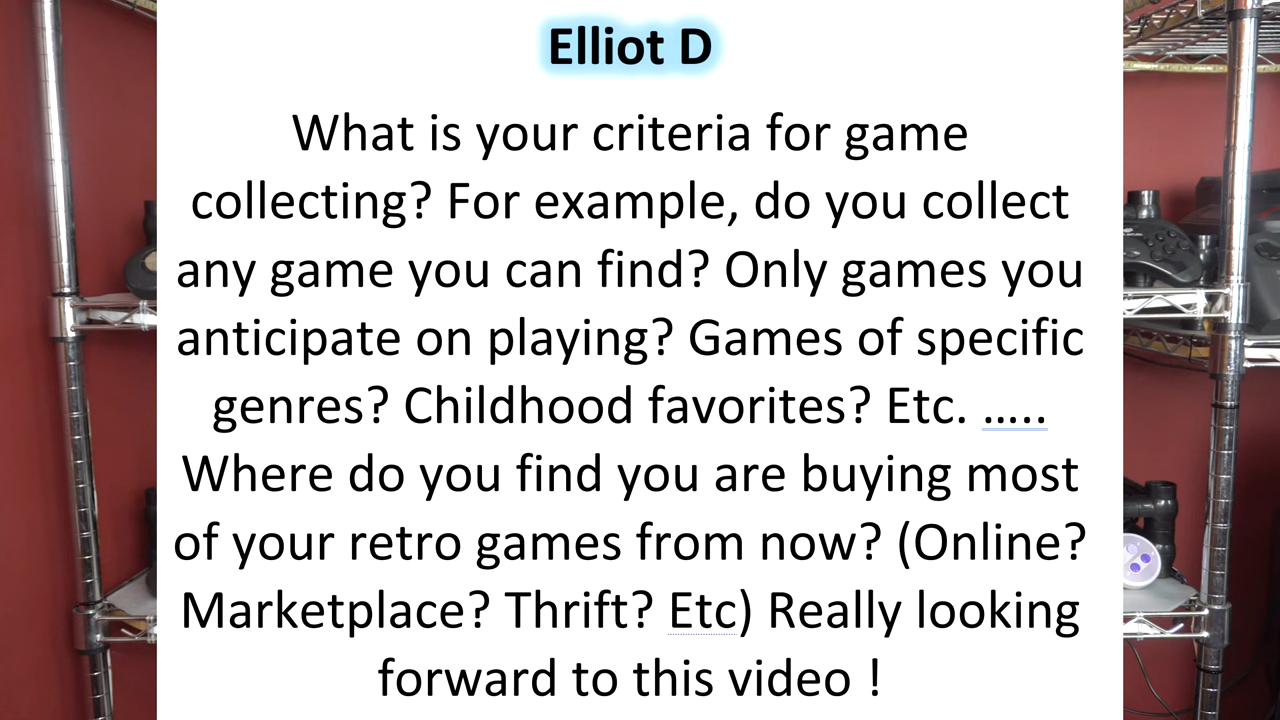 Elliot D
What is your criteria for game
collecting? For example, do you collect
any game you can find? Only games you
anticipate on playing? Games of specific
genres? Childhood favorites? Etc. …..
Where do you find you are buying most
of your retro games from now? (Online?
Marketplace? Thrift? Etc) Really looking
forward to this video !